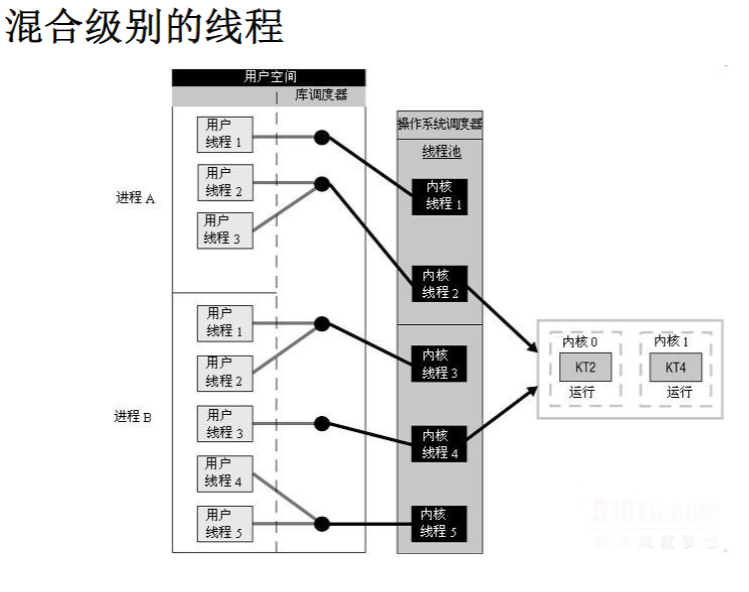 混合级别的线程
用户空间
库调度器
操作系统调度器
线程池
进程 A
用户
线程 1
用户
线程 2
用户
线程 3
内核
线程 1
内核
线程 2
进程 B
用户
线程 1
用户
线程 2
用户
线程 3
用户
线程 4
用户
线程 5
内核
线程 3
内核
线程 4
内核
线程 5
内核 0
KT2
运行
内核 1
KT4
运行
51CTO.com
技术成就梦想